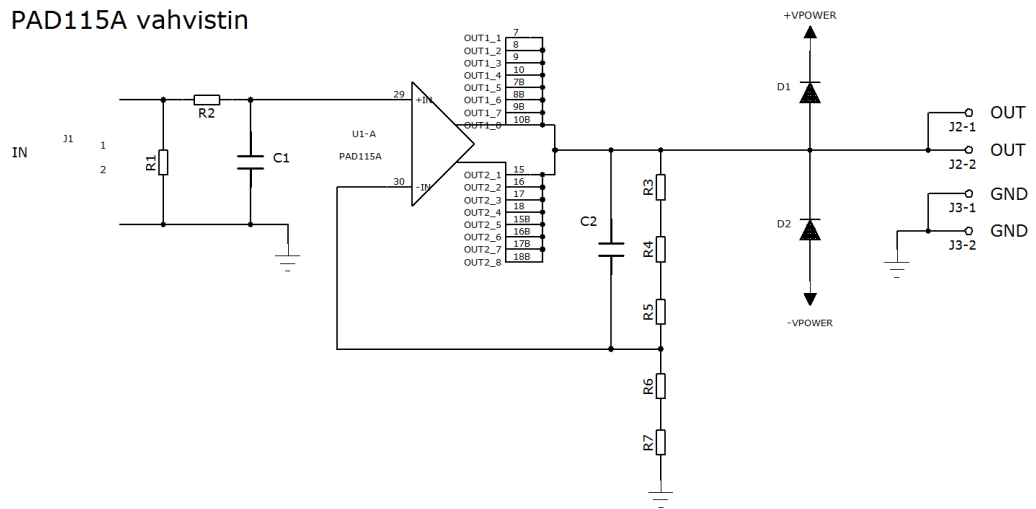 PAD115A vahvistin
+VPOWER
OUT1_1 7
OUT1_2 8
OUT1_3 9
OUT1_4 10
OUT1_5 7B
OUT1_6 8B
OUT1_7 9B
OUT1_8 10B
D1
29 +IN
R2
J1
1
2
IN
R1
C1
U1-A
PAD115A
30 -IN
OUT2_1 15
OUT2_2 16
OUT2_3 17
OUT2_4 18
OUT2_5 15B
OUT2_6 16B
OUT2_7 17B
OUT2_8 18B
C2
R3
R4
R5
R6
R7
D2
-VPOWER
OUT
J2-1
OUT
J2-2
GND
J3-1
GND
J3-2